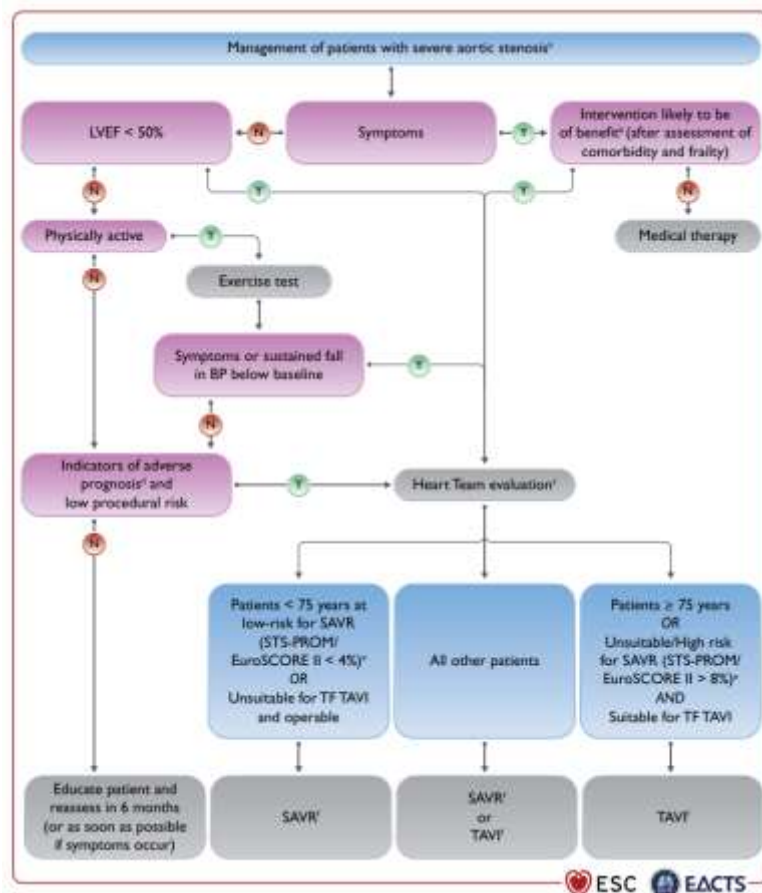 Management of patients with severe aortic stenosis
LVEF < 50%
N
Symptoms
Y
Intervention likely to be
of benefit (after assessment of
comorbidity and frailty)
N
Y
Y
N
Physically active
Y
Medical therapy
N
Exercise test
Symptoms or sustained fall
in BP below baseline
Y
N
Indicators of adverse
prognosis and
low procedural risk
Y
Heart Team evaluation
N
Patients < 75 years at
low-risk for SAVR
(STS-PROM/
EuroSCORE II < 4%)
OR
Unsuitable for TF TAVI
and operable
All other patients
Patients ≥ 75 years
OR
Unsuitable/High risk
for SAVR (STS-PROM/
EuroSCORE II > 8%)
AND
Suitable for TF TAVI
Educate patient and
reassess in 6 months
(or as soon as possible
if symptoms occur)
SAVR
SAVR
or
TAVI
TAVI
ESC EACTS